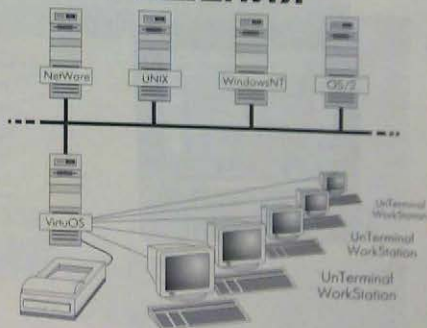 NetWare
UNIX
WindowsNT
OS/2
VirtuOS
UnTerminal
WorkStation
UnTerminal
WorkStation
UnTerminal
WorkStation